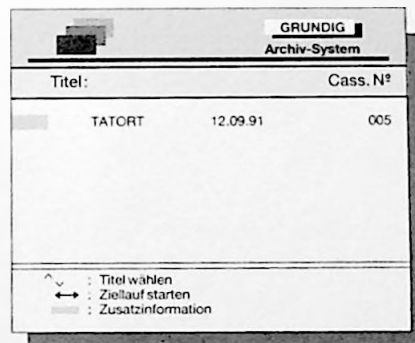 GRUNDIG
Archiv-System
Titel: Cass. Nº
TATORT 12.09.91 005
: Titel wählen
: Ziellauf starten
: Zusatzinformation